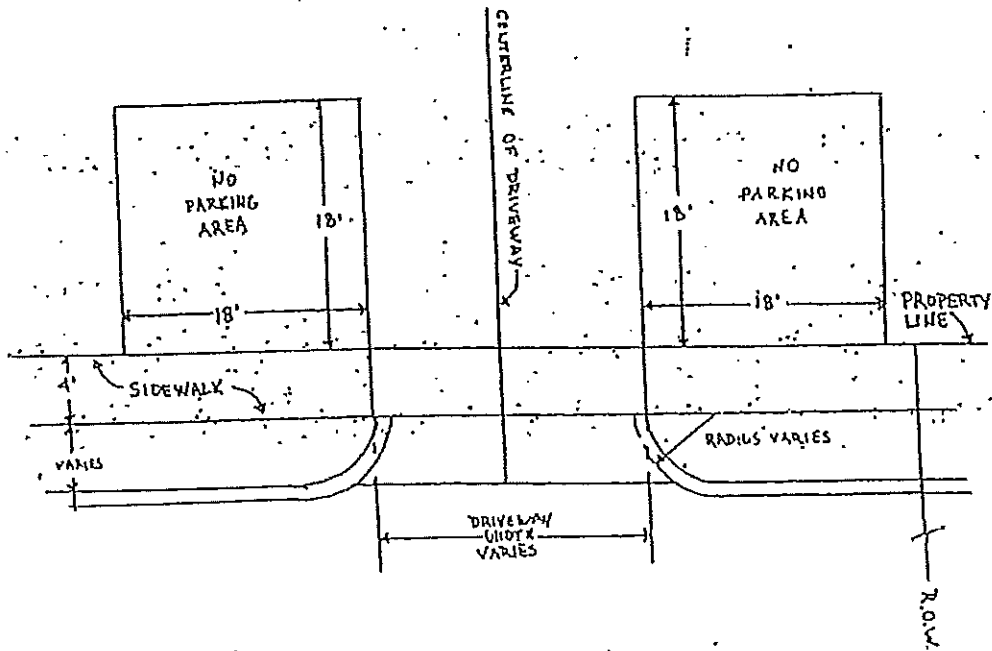 CENTERLINE OF DRIVEWAY
NO
PARKING
AREA
18'
18'
NO
PARKING
AREA
18'
18'
PROPERTY
LINE
SIDEWALK
4'
VARIES
RADIUS VARIES
DRIVEWAY
WIDTH
VARIES
R.O.W.